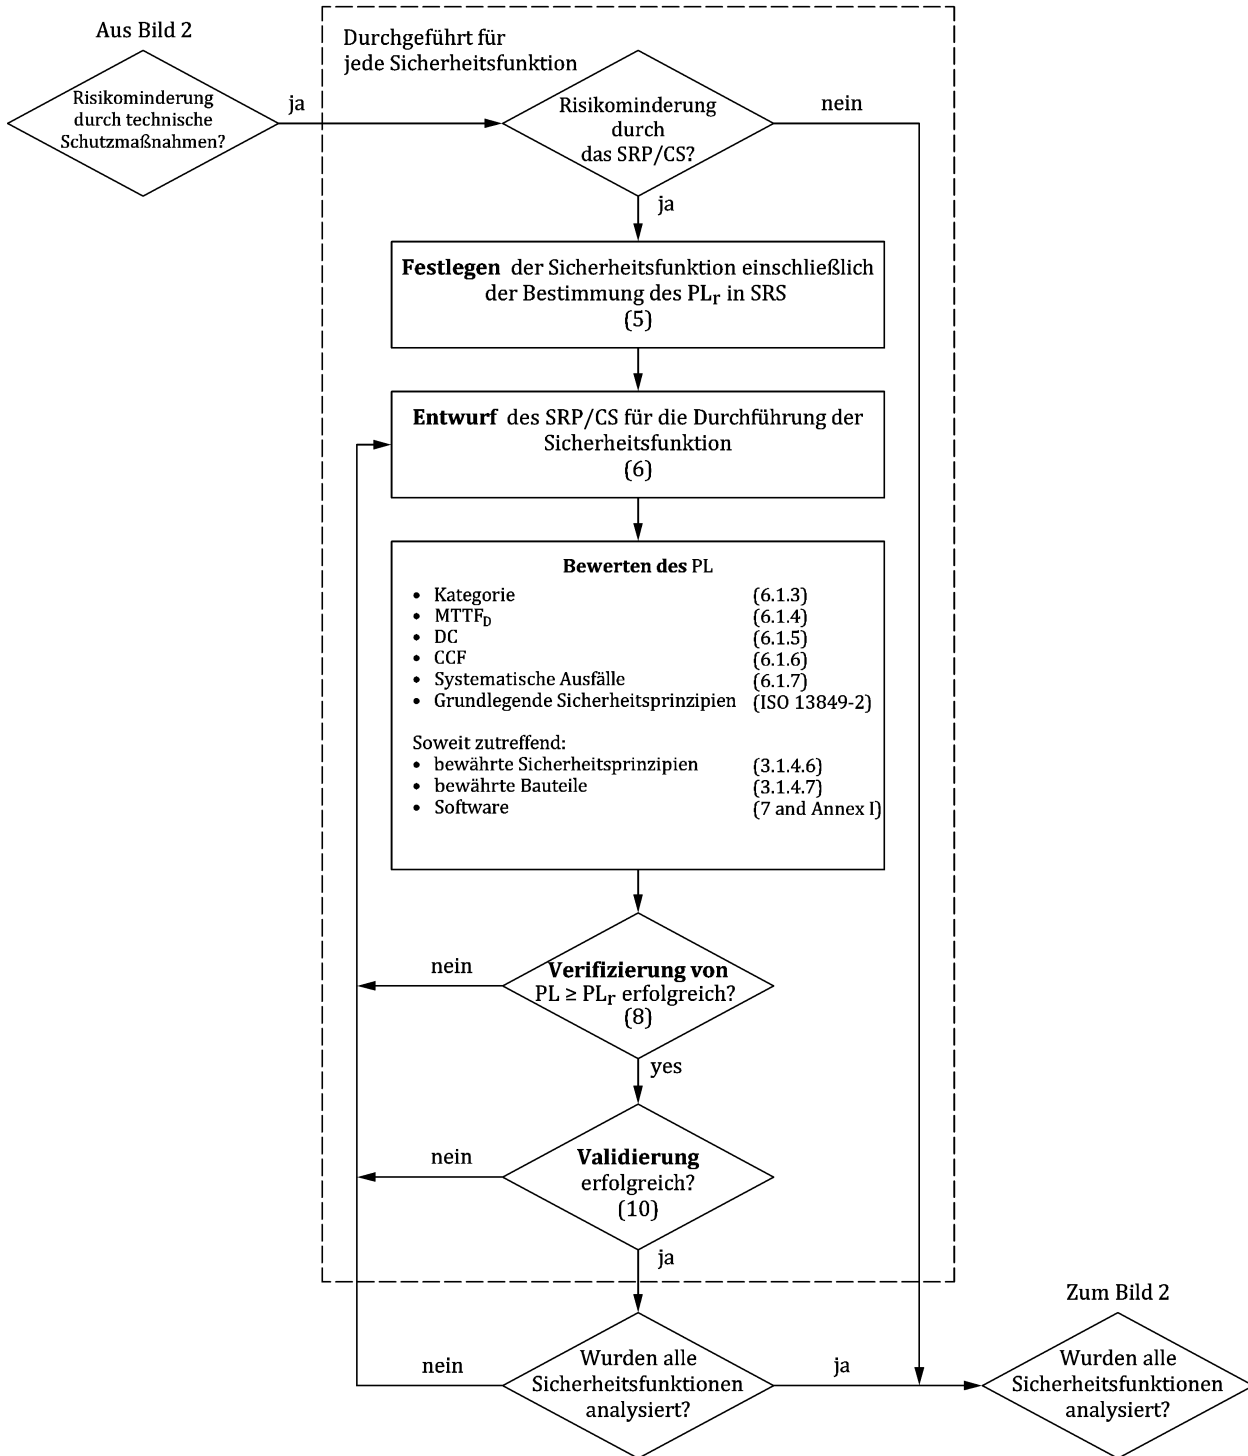 Aus Bild 2
Risikominderung
durch technische
Schutzmaßnahmen?
ja
Durchgeführt für
jede Sicherheitsfunktion
Risikominderung
durch
das SRP/CS?
nein
ja
Festlegen der Sicherheitsfunktion einschließlich
der Bestimmung des PLr in SRS
(5)
Entwurf des SRP/CS für die Durchführung der
Sicherheitsfunktion
(6)
Bewerten des PL
• Kategorie (6.1.3)
• MTTFD (6.1.4)
• DC (6.1.5)
• CCF (6.1.6)
• Systematische Ausfälle (6.1.7)
• Grundlegende Sicherheitsprinzipien (ISO 13849-2)
Soweit zutreffend:
• bewährte Sicherheitsprinzipien (3.1.4.6)
• bewährte Bauteile (3.1.4.7)
• Software (7 and Annex I)
nein
Verifizierung von
PL ≥ PLr erfolgreich?
(8)
yes
nein
Validierung
erfolgreich?
(10)
ja
nein
Wurden alle
Sicherheitsfunktionen
analysiert?
ja
Zum Bild 2
Wurden alle
Sicherheitsfunktionen
analysiert?